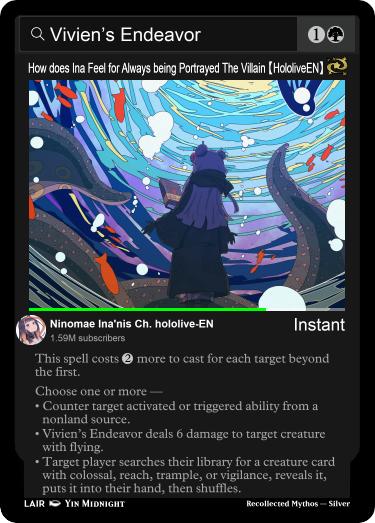 Vivien's Endeavor 1
How does Ina Feel for Always being Portrayed The Villain【HololiveEN】
Ninomae Ina'nis Ch. hololive-EN
1.59M subscribers
Instant
This spell costs 2 more to cast for each target beyond
the first.
Choose one or more —
• Counter target activated or triggered ability from a
nonland source.
• Vivien's Endeavor deals 6 damage to target creature
with flying.
• Target player searches their library for a creature card
with colossal, reach, trample, or vigilance, reveals it,
puts it into their hand, then shuffles.
LAIR Yin Midnight
Recollected Mythos — Silver